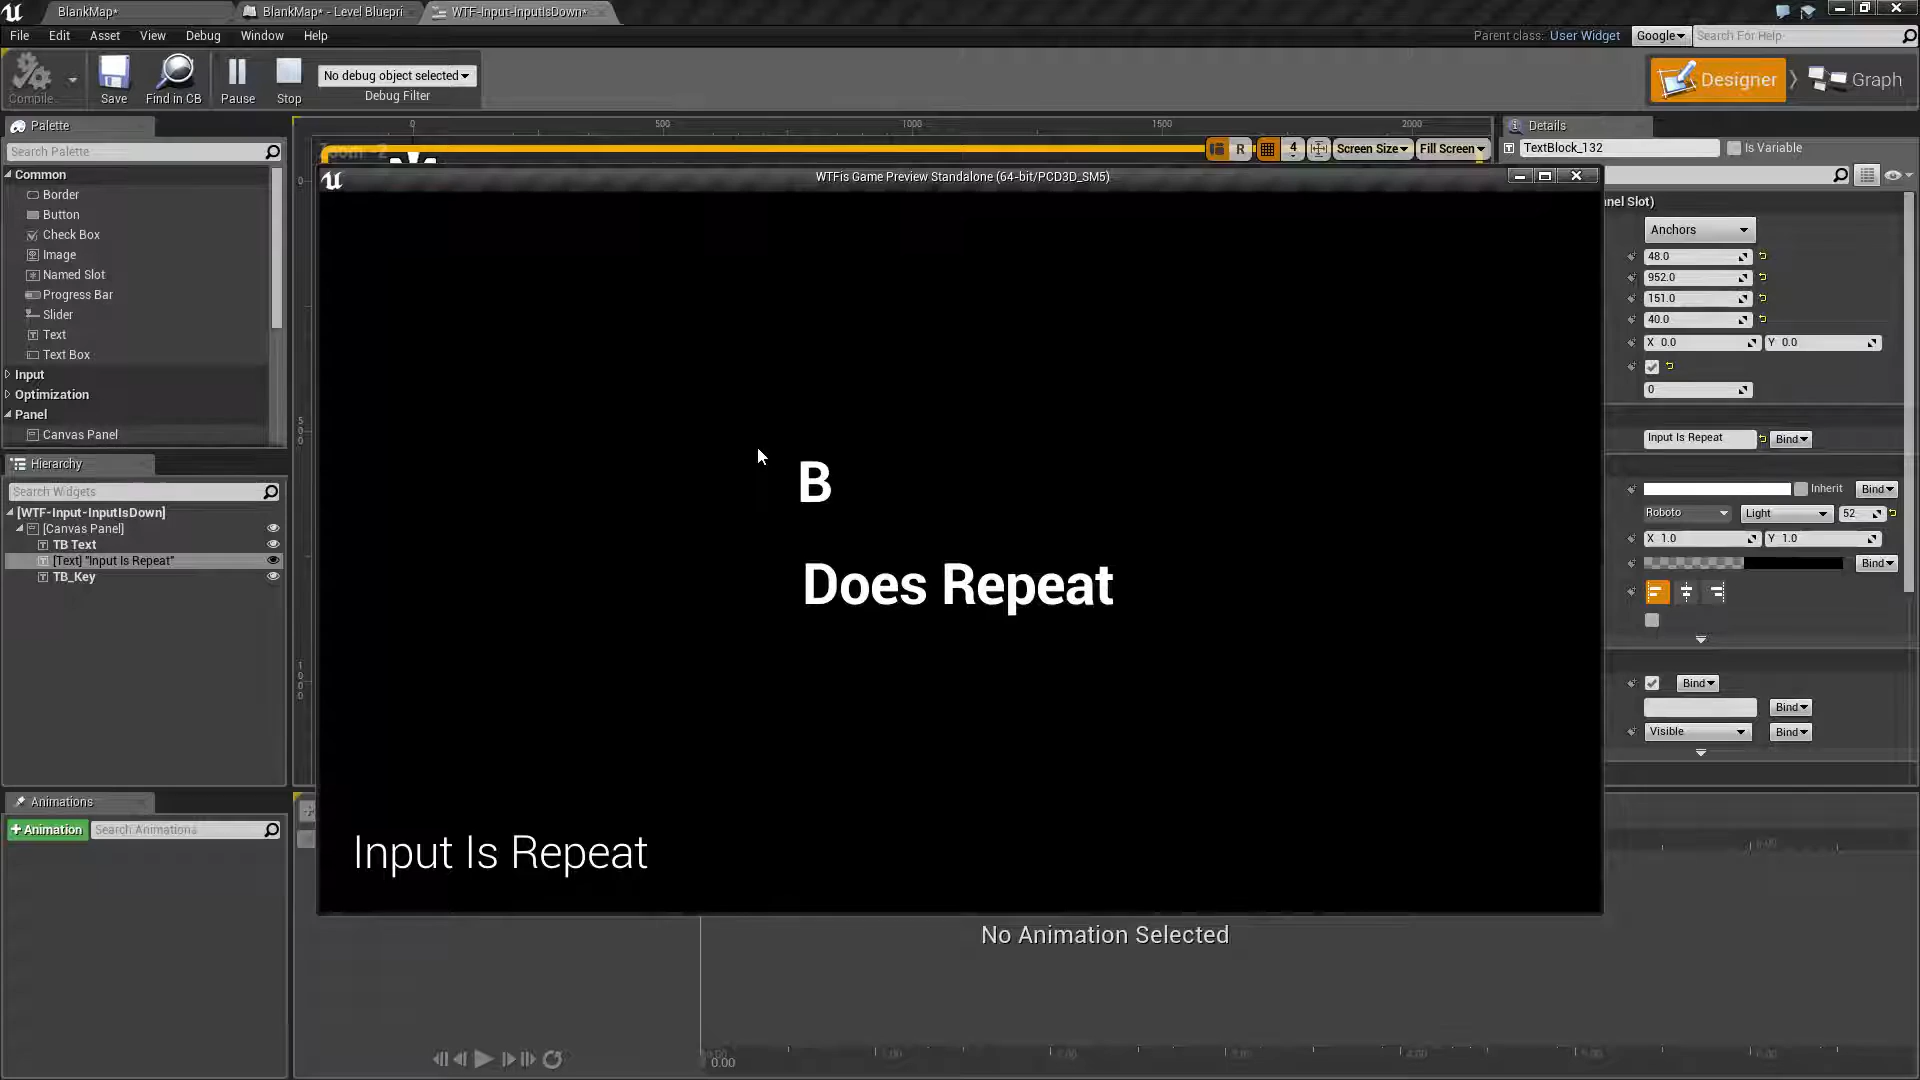 BlankMap*
BlankMap* - Level Bluepri
WTF-Input-InputIsDown*
File Edit Asset View Debug Window Help
Parent class: User Widget Google Search For Help
Compile Save Find in CB Pause Stop
No debug object selected
Debug Filter
Designer Graph
Palette
Search Palette
Common
Border
Button
Check Box
Image
Named Slot
Progress Bar
Slider
Text
Text Box
Input
Optimization
Panel
Canvas Panel
Hierarchy
Search Widgets
[WTF-Input-InputIsDown]
[Canvas Panel]
TB Text
[Text] "Input Is Repeat"
TB_Key
Animations
+ Animation Search Animations
0 500 1000 1500 2000
Zoom -2
R 4 Screen Size Fill Screen
0
500
1000
WTFis Game Preview Standalone (64-bit/PCD3D_SM5)
B
Does Repeat
Input Is Repeat
No Animation Selected
0.00
Details
TextBlock_132 Is Variable
nel Slot)
Anchors
48.0
952.0
151.0
40.0
X 0.0 Y 0.0
0
Input Is Repeat Bind
Inherit Bind
Roboto Light 52
X 1.0 Y 1.0
Bind
Bind
Bind
Visible Bind